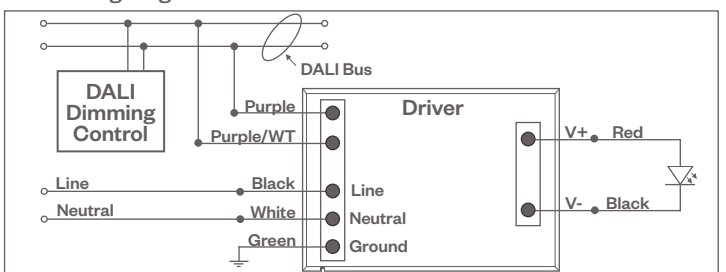 DALI Bus
DALI
Dimming
Control
Driver
Purple
Purple/WT
V+ Red
Line Black Line
Neutral White Neutral
V- Black
Green Ground